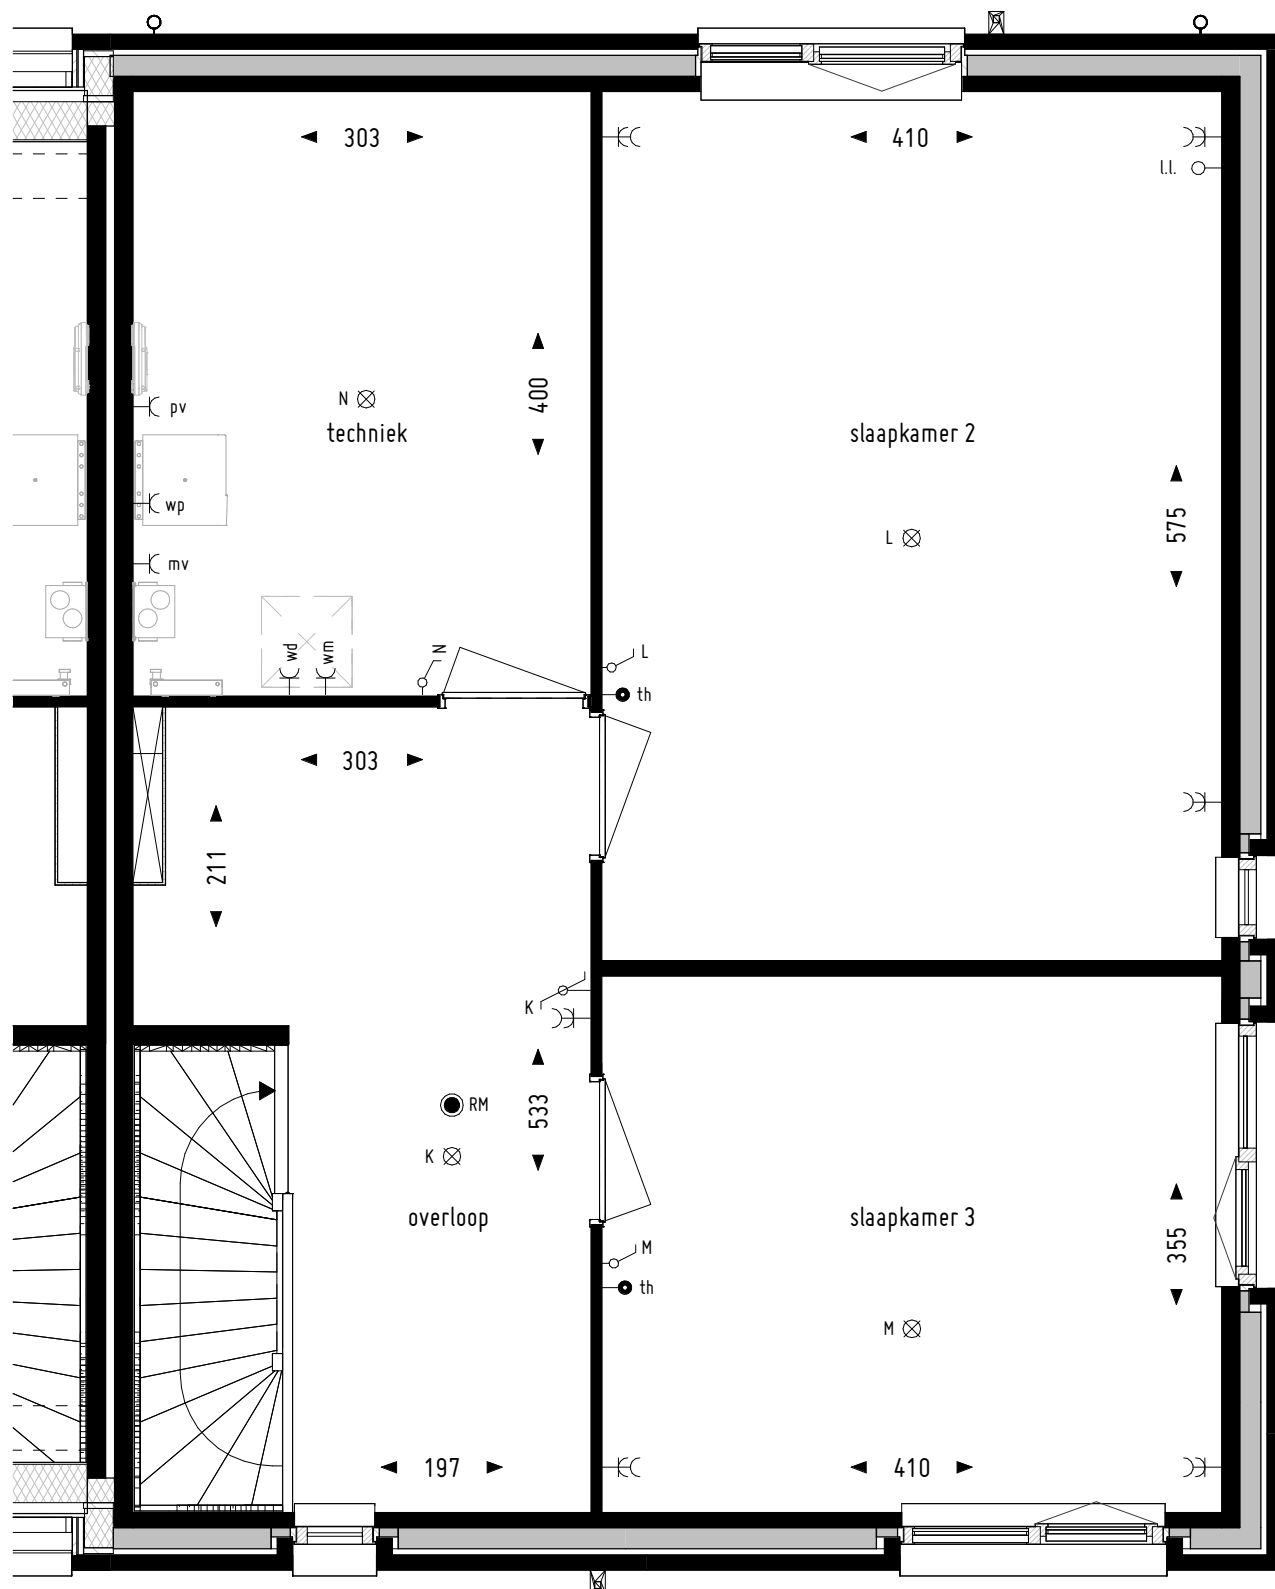 303
410
l.l.
400
N
techniek
pv
slaapkamer 2
wp
575
L
mv
wd
wm
N
L
th
303
211
K
533
RM
K
overloop
slaapkamer 3
M
355
th
M
197
410